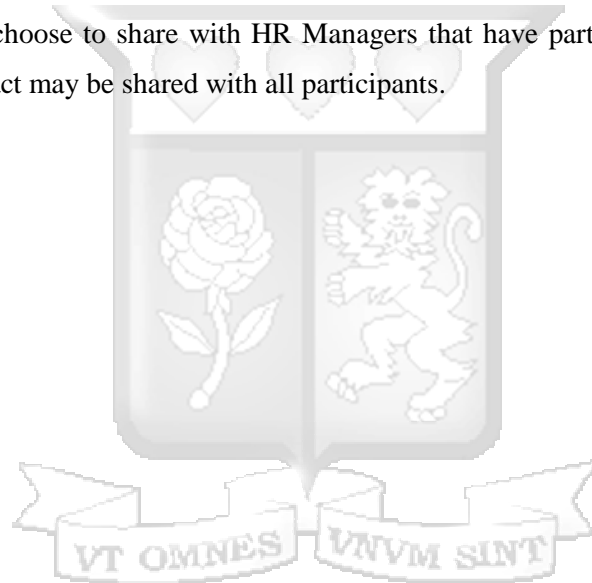 choose to share with HR Managers that have part
act may be shared with all participants.
VT OMNES VNVM SINT